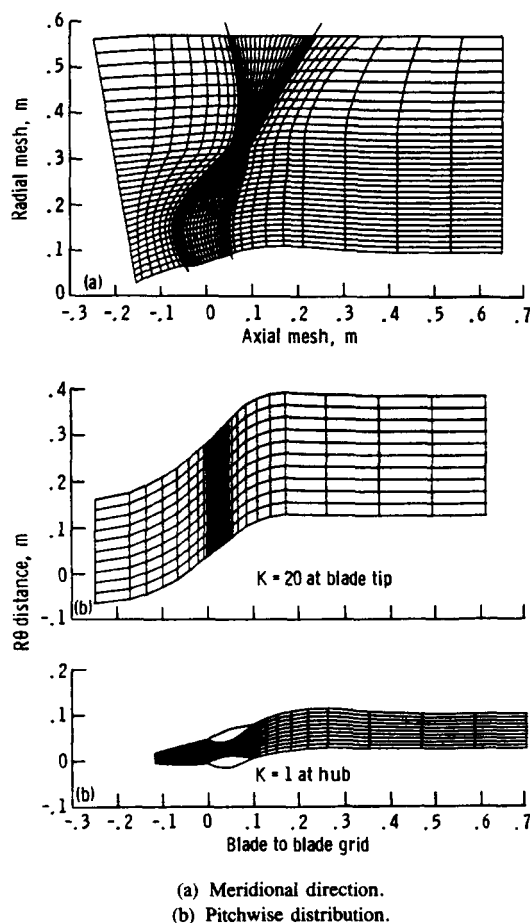 .6
.5
.4
.3
.2
.1
0
Radial mesh, m
(a)
-.3 -.2 -.1 0 .1 .2 .3 .4 .5 .6 0.7
Axial mesh, m
.4
.3
.2
.1
0
-.1
Rθ distance, m
K = 20 at blade tip
(b)
.2
.1
0
-.1
K = 1 at hub
(b)
-.3 -.2 -.1 0 .1 .2 .3 .4 .5 .6 .7
Blade to blade grid
(a) Meridional direction.
(b) Pitchwise distribution.